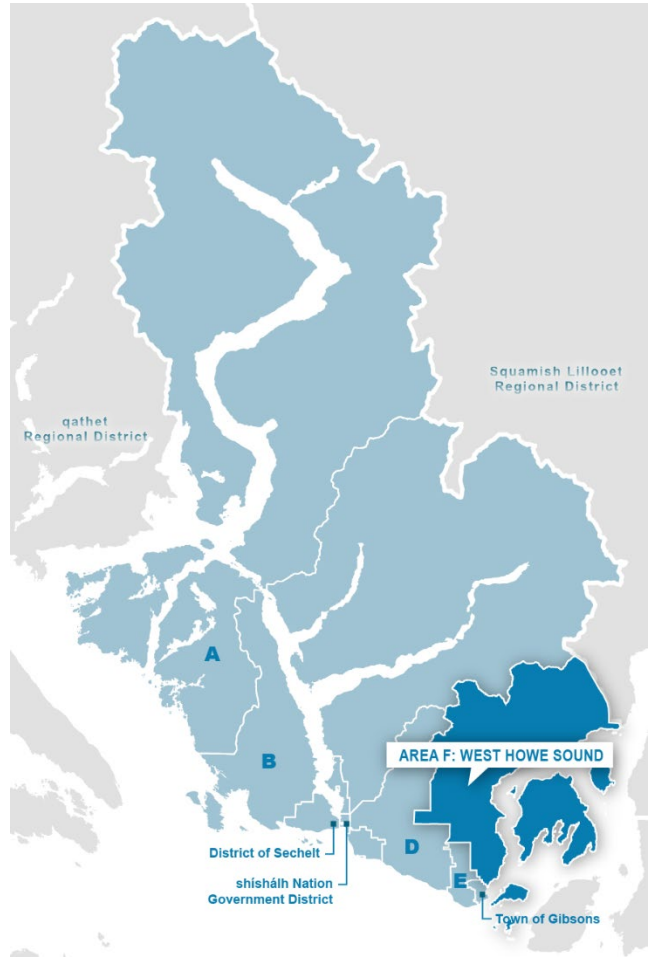 Squamish Lillooet
Regional District
qathet
Regional District
A
AREA F: WEST HOWE SOUND
B
D
District of Sechelt
shíshálh Nation
Government District
E
Town of Gibsons